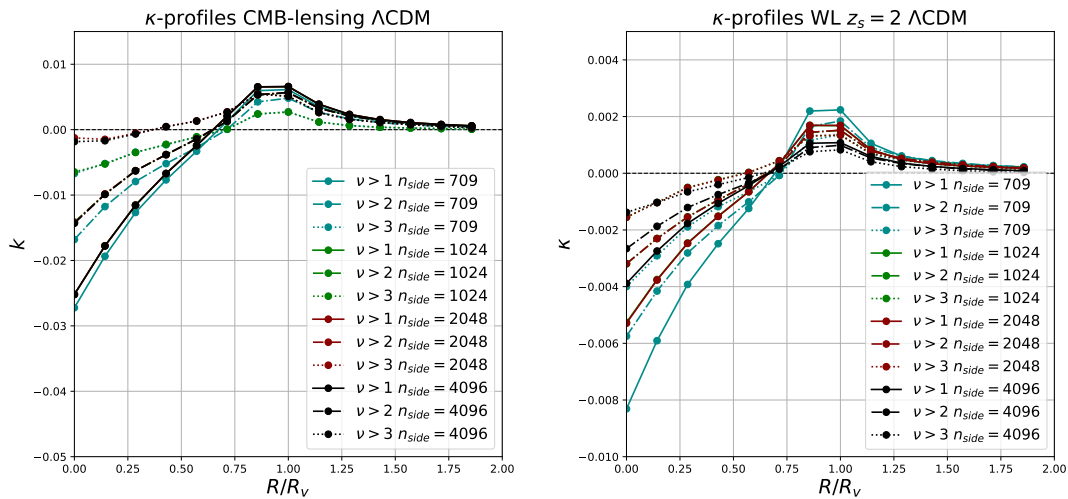 κ-profiles CMB-lensing ΛCDM
0.01
0.00
−0.01
−0.02
−0.03
−0.04
−0.05
k
0.00 0.25 0.50 0.75 1.00 1.25 1.50 1.75 2.00
R/R_v
ν > 1 n_side = 709
ν > 2 n_side = 709
ν > 3 n_side = 709
ν > 1 n_side = 1024
ν > 2 n_side = 1024
ν > 3 n_side = 1024
ν > 1 n_side = 2048
ν > 2 n_side = 2048
ν > 3 n_side = 2048
ν > 1 n_side = 4096
ν > 2 n_side = 4096
ν > 3 n_side = 4096
κ-profiles WL z_s = 2 ΛCDM
0.004
0.002
0.000
−0.002
−0.004
−0.006
−0.008
−0.010
κ
0.00 0.25 0.50 0.75 1.00 1.25 1.50 1.75 2.00
R/R_v
ν > 1 n_side = 709
ν > 2 n_side = 709
ν > 3 n_side = 709
ν > 1 n_side = 1024
ν > 2 n_side = 1024
ν > 3 n_side = 1024
ν > 1 n_side = 2048
ν > 2 n_side = 2048
ν > 3 n_side = 2048
ν > 1 n_side = 4096
ν > 2 n_side = 4096
ν > 3 n_side = 4096